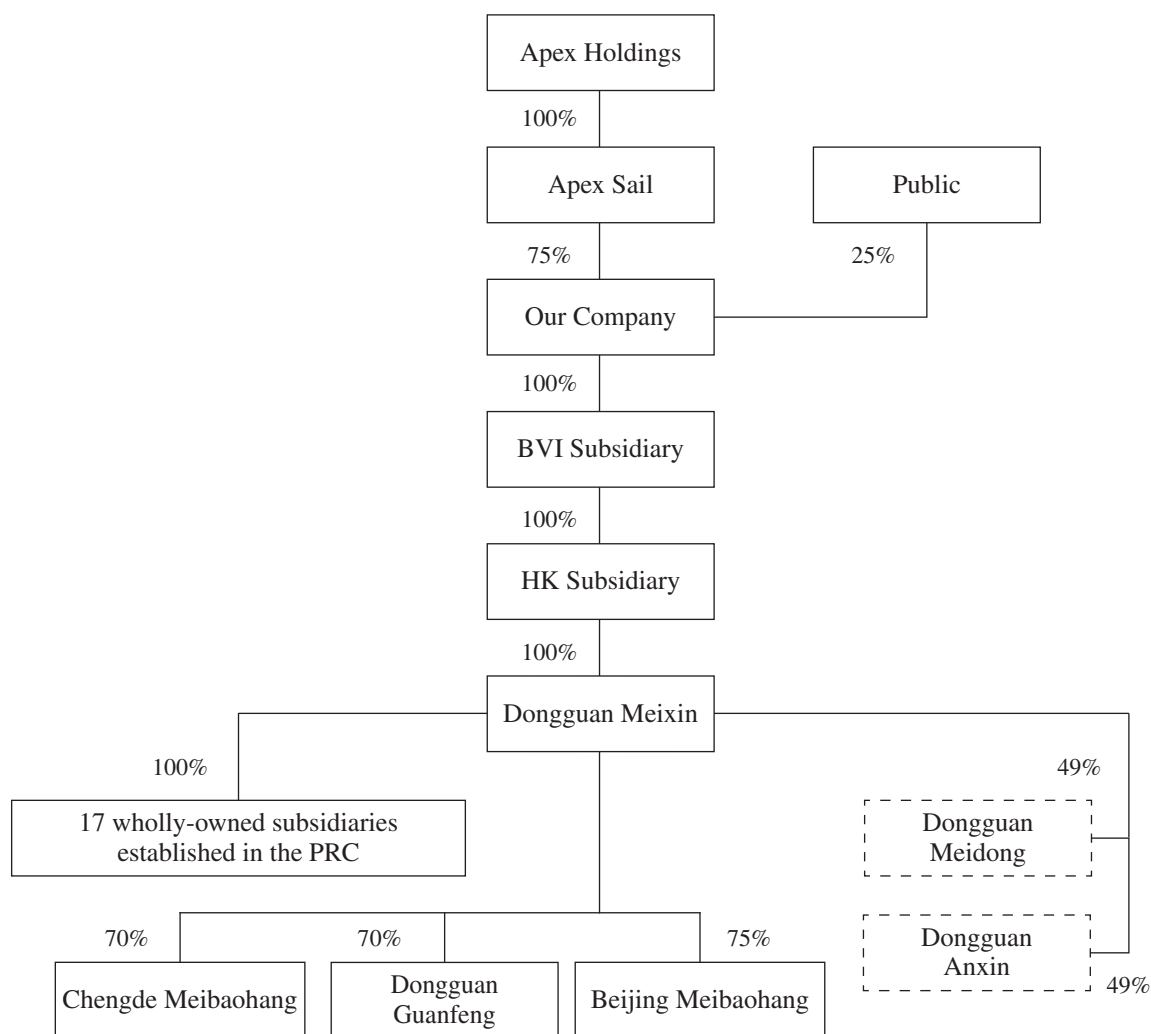 Apex Holdings
100%
Apex Sail
Public
75%
25%
Our Company
100%
BVI Subsidiary
100%
HK Subsidiary
100%
Dongguan Meixin
100%
49%
17 wholly-owned subsidiaries
established in the PRC
Dongguan
Meidong
70%
70%
75%
Dongguan
Anxin
49%
Chengde Meibaohang
Dongguan
Guanfeng
Beijing Meibaohang